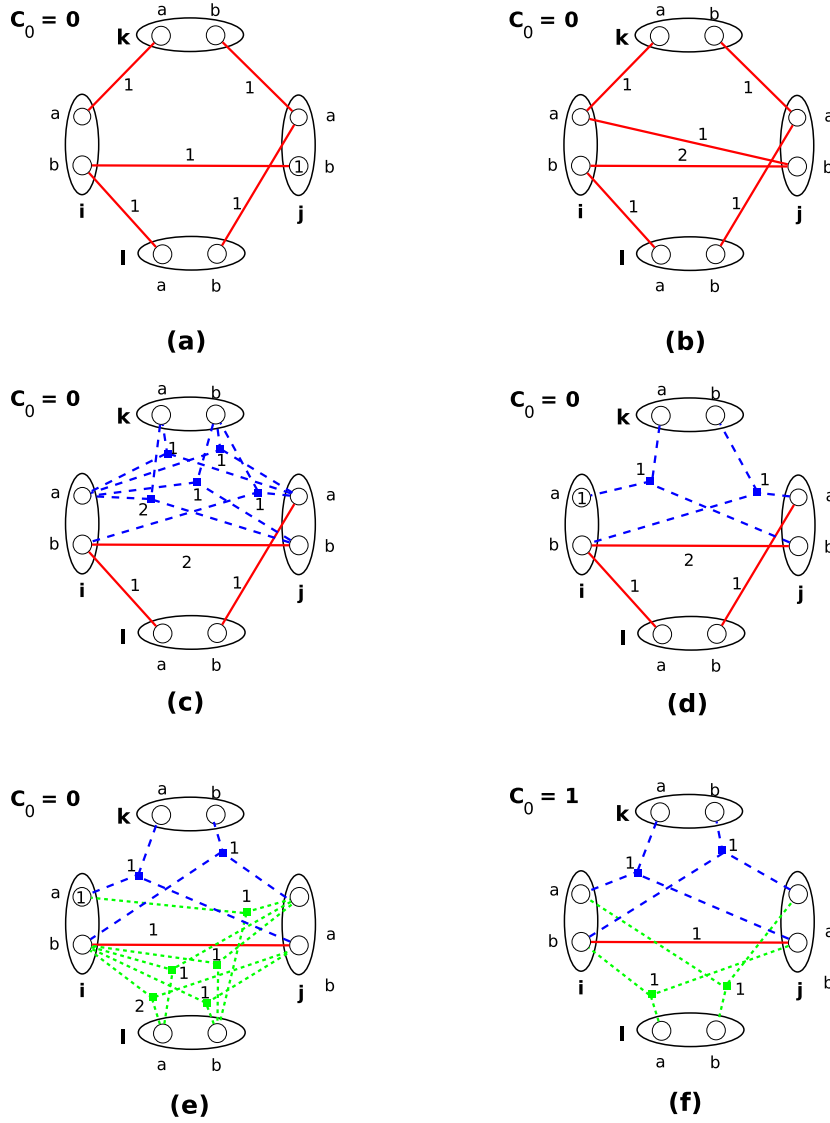 C0 = 0
a b
k
1 1
a a
1
b 1 b
i j
1 1
l
a b
(a)
C0 = 0
a b
k
1 1
a a
1
2
b b
i j
1 1
l
a b
(b)
C0 = 0
a b
k
1 1
a a
1 1
2
b b
2
i j
1 1
l
a b
(c)
C0 = 0
a b
k
1 1
a 1 a
b b
2
i j
1 1
l
a b
(d)
C0 = 0
a b
k
1 1
a 1 1
a
1
b 1 b
1
i j
2 1
l
a b
(e)
C0 = 1
a b
k
1 1
a a
1
b b
i j
1 1
l
a b
(f)